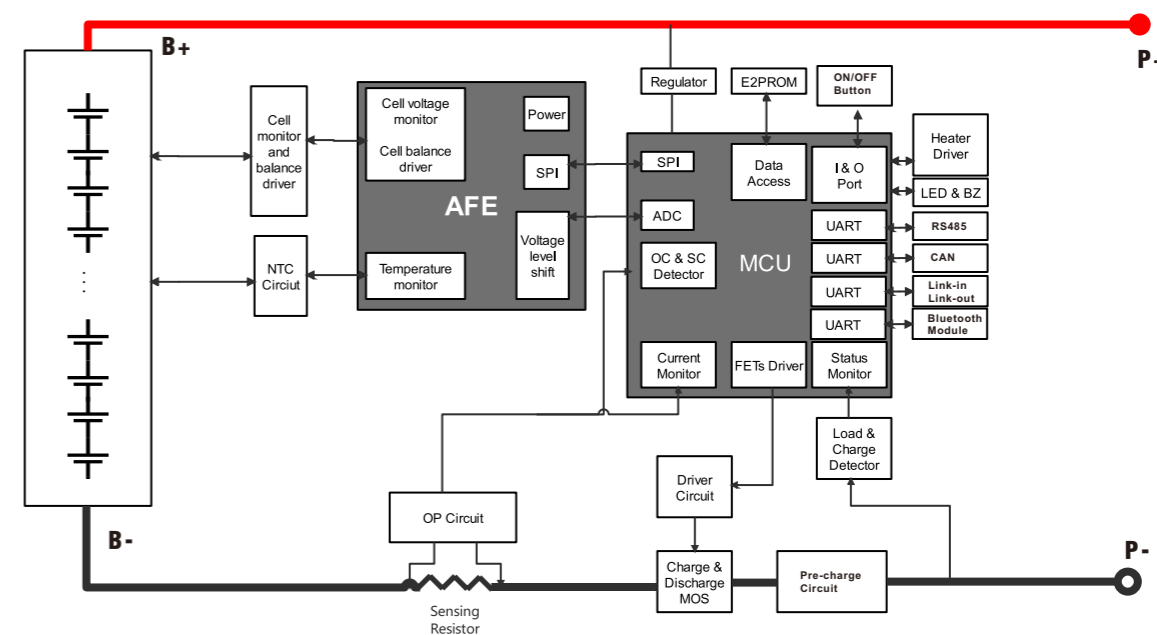 B+
P-
Regulator
E2PROM
ON/OFF
Button
Cell
monitor
and
balance
driver
Cell voltage
monitor
Cell balance
driver
Power
SPI
AFE
Voltage
level
shift
Temperature
monitor
NTC
Circiut
SPI
ADC
OC & SC
Detector
Data
Access
I & O
Port
MCU
UART
UART
UART
UART
Heater
Driver
LED & BZ
RS485
CAN
Link-in
Link-out
Bluetooth
Module
Current
Monitor
FETs Driver
Status
Monitor
Load &
Charge
Detector
Driver
Circuit
OP Circuit
B-
P-
Charge &
Discharge
MOS
Pre-charge
Circuit
Sensing
Resistor